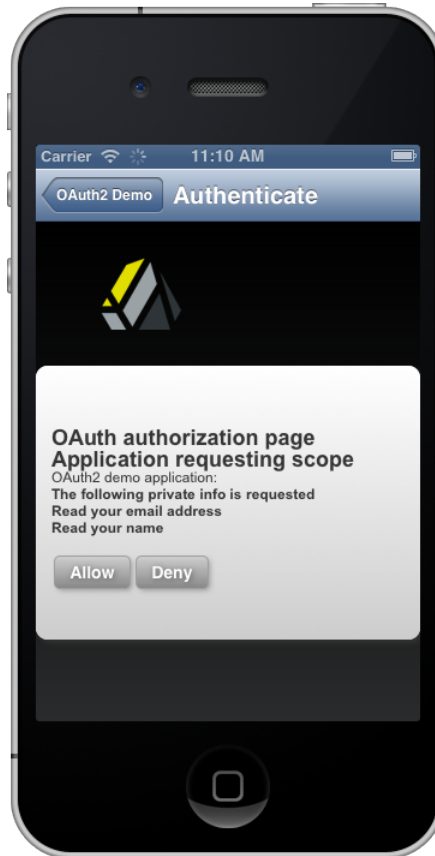 Carrier 11:10 AM
OAuth2 Demo Authenticate
OAuth authorization page
Application requesting scope
OAuth2 demo application:
The following private info is requested
Read your email address
Read your name
Allow Deny